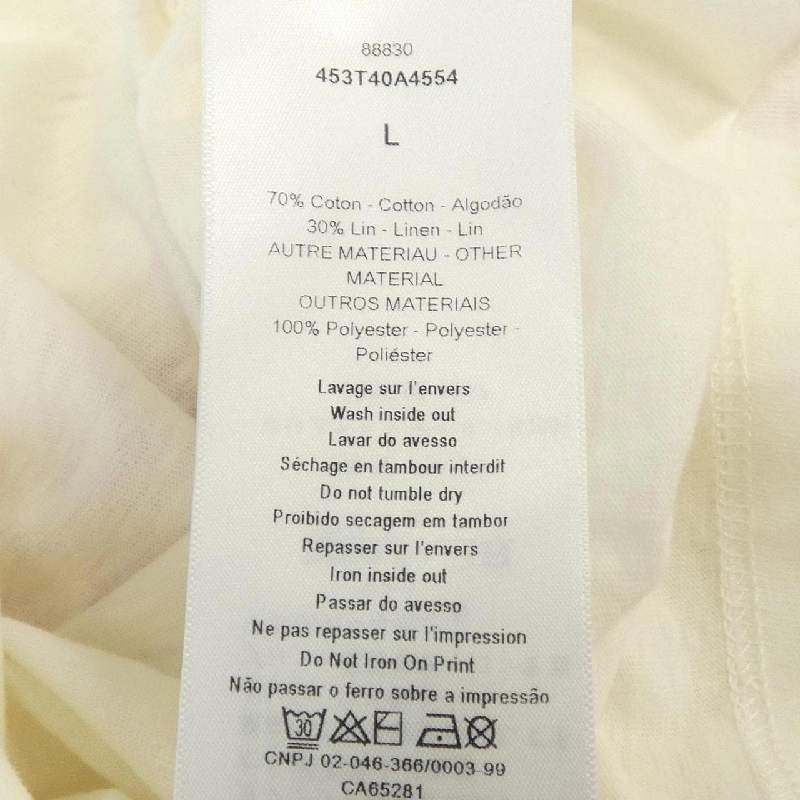 88830
453T40A4554
L
70% Coton - Cotton - Algodão
30% Lin - Linen - Lin
AUTRE MATERIAU - OTHER
MATERIAL
OUTROS MATERIAIS
100% Polyester - Polyester -
Poliéster
Lavage sur l'envers
Wash inside out
Lavar do avesso
Séchage en tambour interdit
Do not tumble dry
Proibido secagem em tambor
Repasser sur l'envers
Iron inside out
Passar do avesso
Ne pas repasser sur l'impression
Do Not Iron On Print
Não passar o ferro sobre a impressão
30
CNPJ 02-046-366/0003-99
CA65281